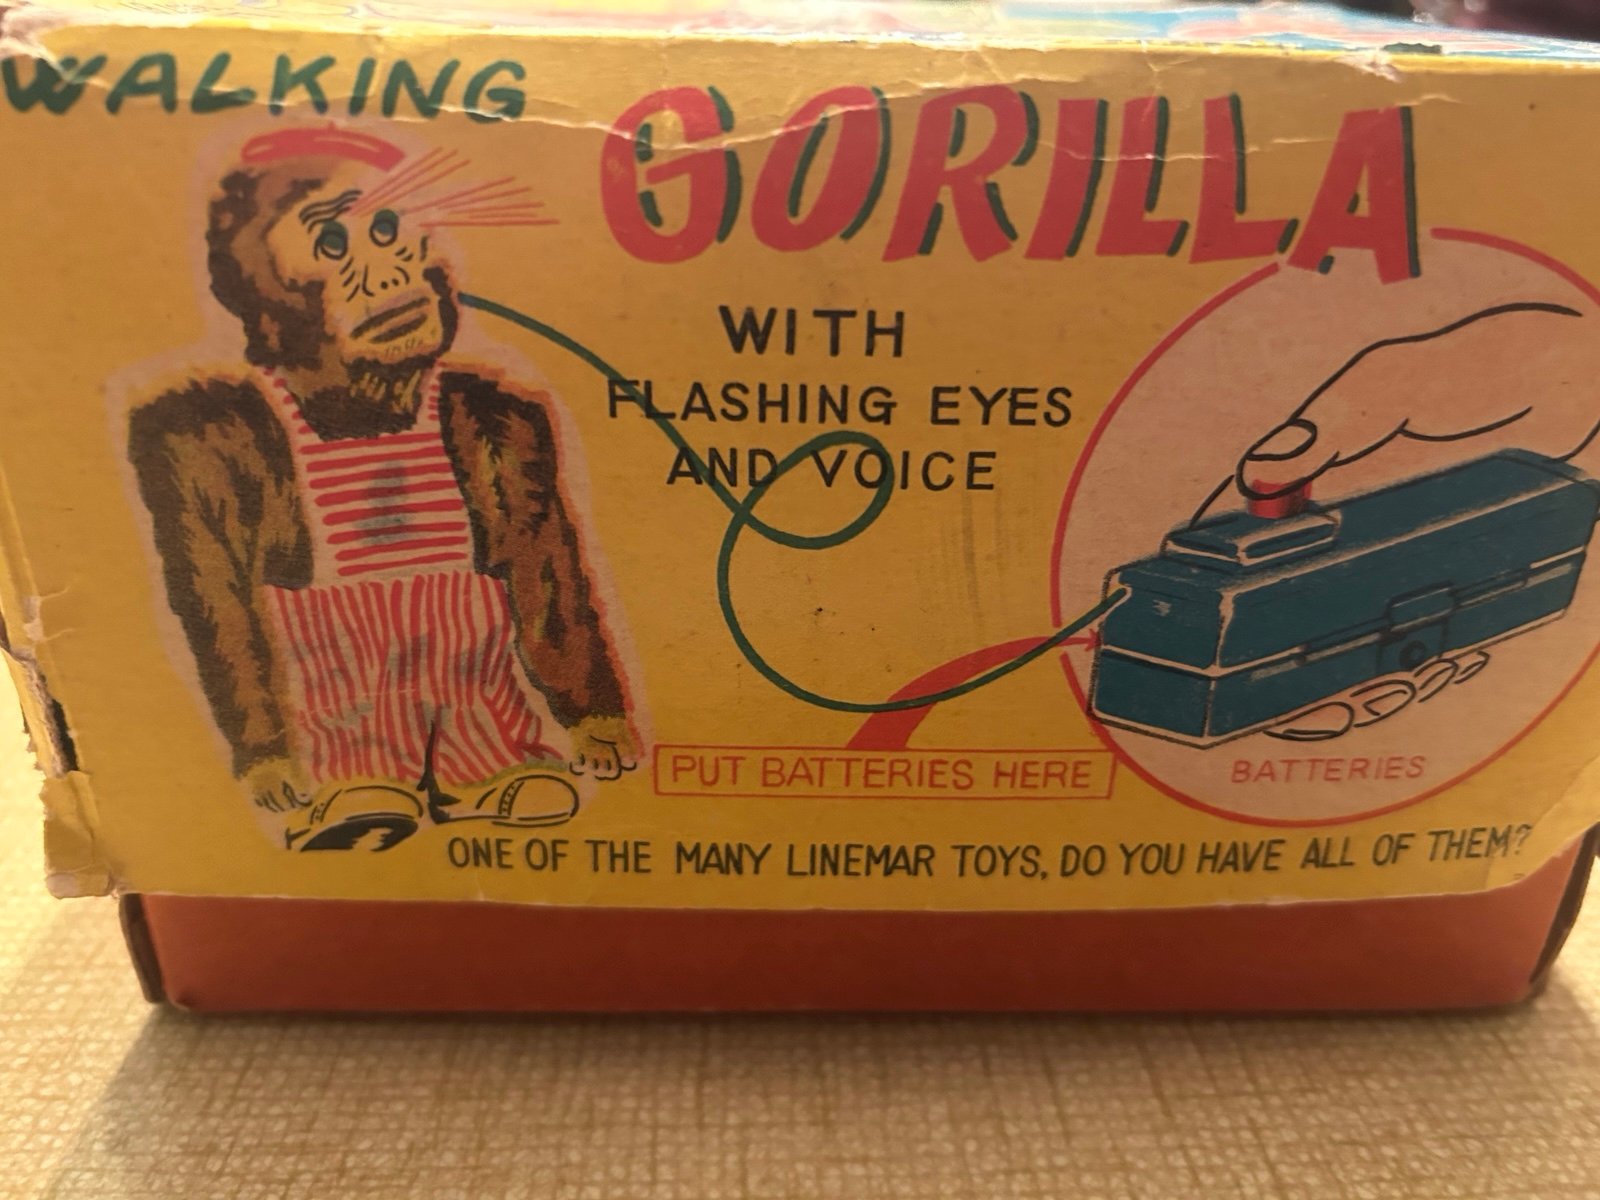 WALKING
GORILLA
WITH
FLASHING EYES
AND VOICE
PUT BATTERIES HERE
BATTERIES
ONE OF THE MANY LINEMAR TOYS, DO YOU HAVE ALL OF THEM?